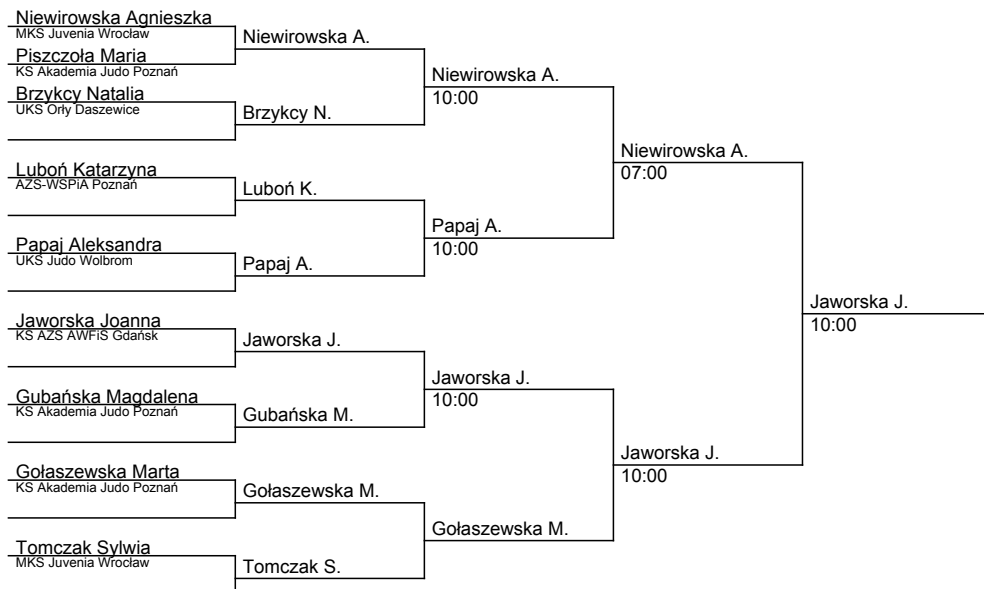 Niewirowska Agnieszka
MKS Juvenia Wrocław
Piszczoła Maria
KS Akademia Judo Poznań
Brzykcy Natalia
UKS Orły Daszewice
Luboń Katarzyna
AZS-WSPiA Poznań
Papaj Aleksandra
UKS Judo Wolbrom
Jaworska Joanna
KS AZS AWFiS Gdańsk
Gubańska Magdalena
KS Akademia Judo Poznań
Gołaszewska Marta
KS Akademia Judo Poznań
Tomczak Sylwia
MKS Juvenia Wrocław
Niewirowska A.
Brzykcy N.
Luboń K.
Papaj A.
Jaworska J.
Gubańska M.
Gołaszewska M.
Tomczak S.
Niewirowska A.
10:00
Papaj A.
10:00
Jaworska J.
10:00
Gołaszewska M.
Niewirowska A.
07:00
Jaworska J.
10:00
Jaworska J.
10:00